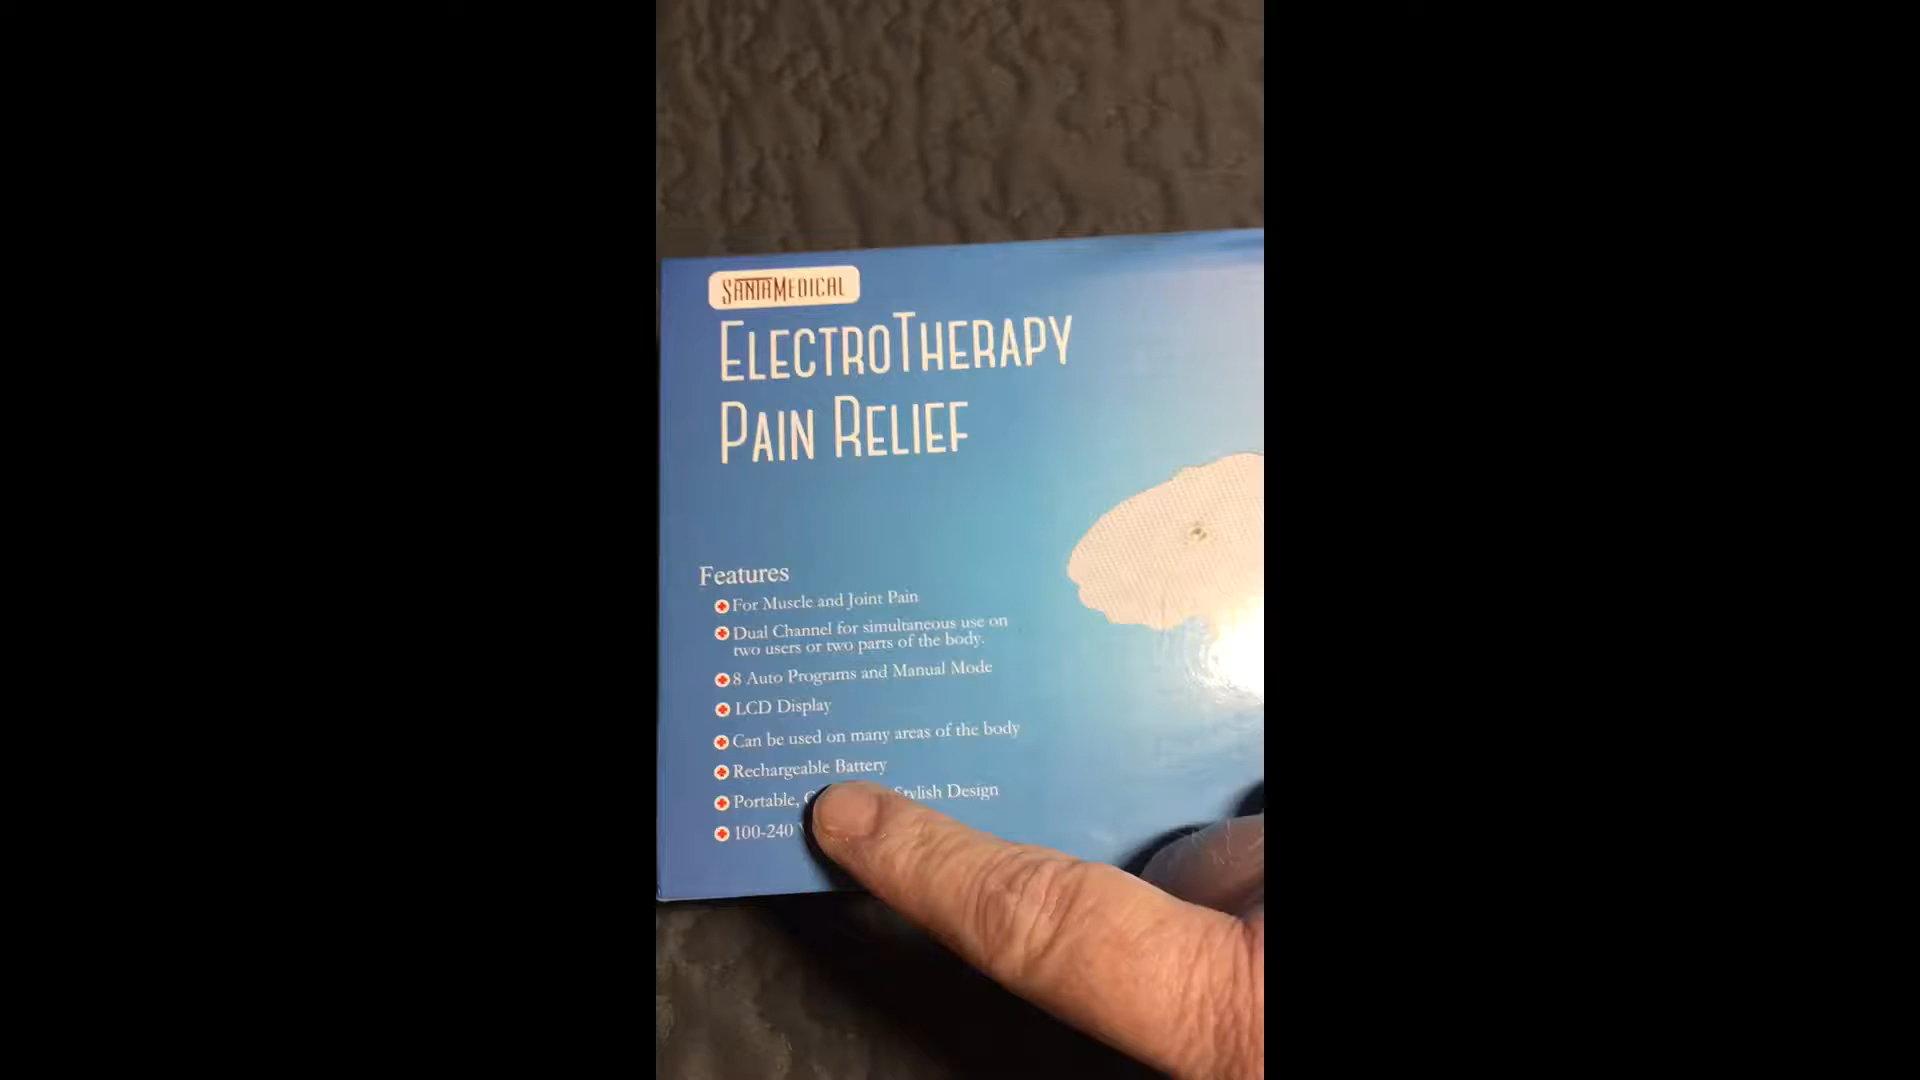 SANTAMEDICAL
ELECTROTHERAPY
PAIN RELIEF
Features
For Muscle and Joint Pain
Dual Channel for simultaneous use on
two users or two parts of the body.
8 Auto Programs and Manual Mode
LCD Display
Can be used on many areas of the body
Rechargeable Battery
Portable, Stylish Design
100-240